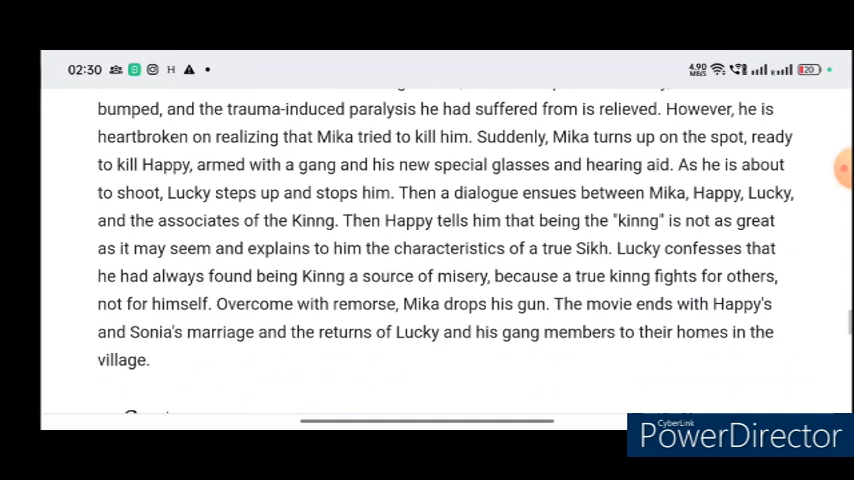 02:30 H
4.90 MB/S 20
bumped, and the trauma-induced paralysis he had suffered from is relieved. However, he is
heartbroken on realizing that Mika tried to kill him. Suddenly, Mika turns up on the spot, ready
to kill Happy, armed with a gang and his new special glasses and hearing aid. As he is about
to shoot, Lucky steps up and stops him. Then a dialogue ensues between Mika, Happy, Lucky,
and the associates of the Kinng. Then Happy tells him that being the "kinng" is not as great
as it may seem and explains to him the characteristics of a true Sikh. Lucky confesses that
he had always found being Kinng a source of misery, because a true kinng fights for others,
not for himself. Overcome with remorse, Mika drops his gun. The movie ends with Happy's
and Sonia's marriage and the returns of Lucky and his gang members to their homes in the
village.
CyberLink
PowerDirector